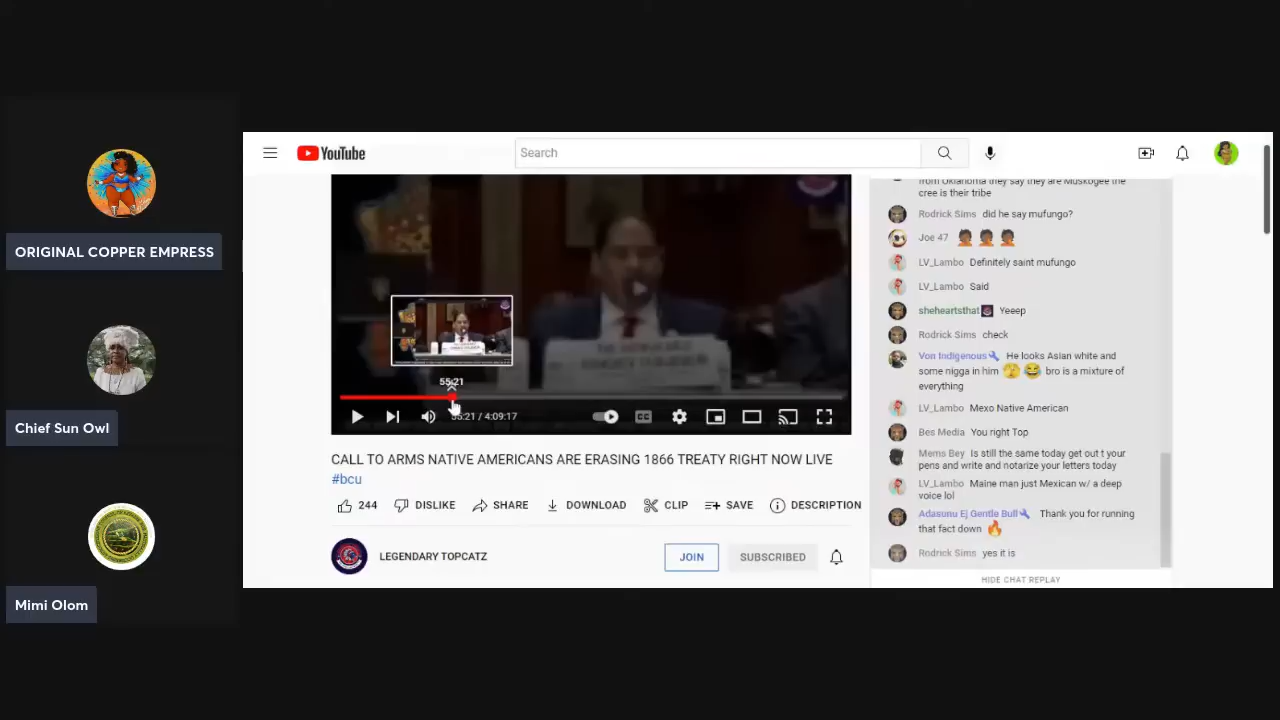 ORIGINAL COPPER EMPRESS
Chief Sun Owl
Mimi Olom
YouTube
Search
55:21
55:21 / 4:09:17
CALL TO ARMS NATIVE AMERICANS ARE ERASING 1866 TREATY RIGHT NOW LIVE
#bcu
244 DISLIKE SHARE DOWNLOAD CLIP SAVE DESCRIPTION
LEGENDARY TOPCATZ
JOIN SUBSCRIBED
from Oklahoma they say they are Muskogee the
cree is their tribe
Rodrick Sims did he say mufungo?
Joe 47
LV_Lambo Definitely saint mufungo
LV_Lambo Said
sheheartsthat Yeeep
Rodrick Sims check
Von Indigenous He looks Asian white and
some nigga in him 🫣 😂 bro is a mixture of
everything
LV_Lambo Mexo Native American
Bes Media You right Top
Mems Bey Is still the same today get out t your
pens and write and notarize your letters today
LV_Lambo Maine man just Mexican w/ a deep
voice lol
Adasunu Ej Gentle Bull Thank you for running
that fact down 🔥
Rodrick Sims yes it is
HIDE CHAT REPLAY